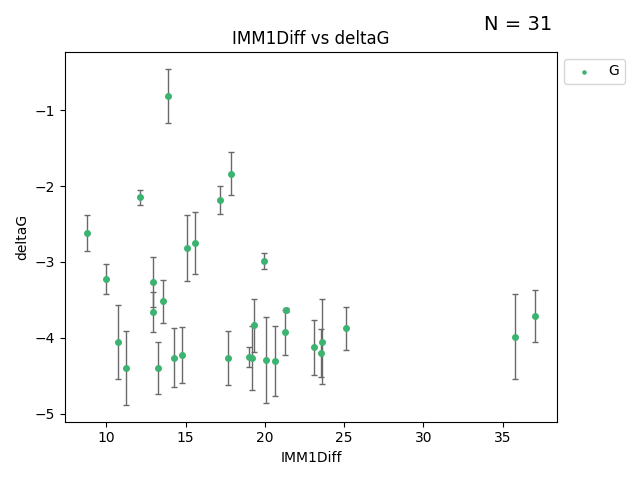 N = 31
IMM1Diff vs deltaG
G
deltaG
−1
−2
−3
−4
−5
10 15 20 25 30 35
IMM1Diff